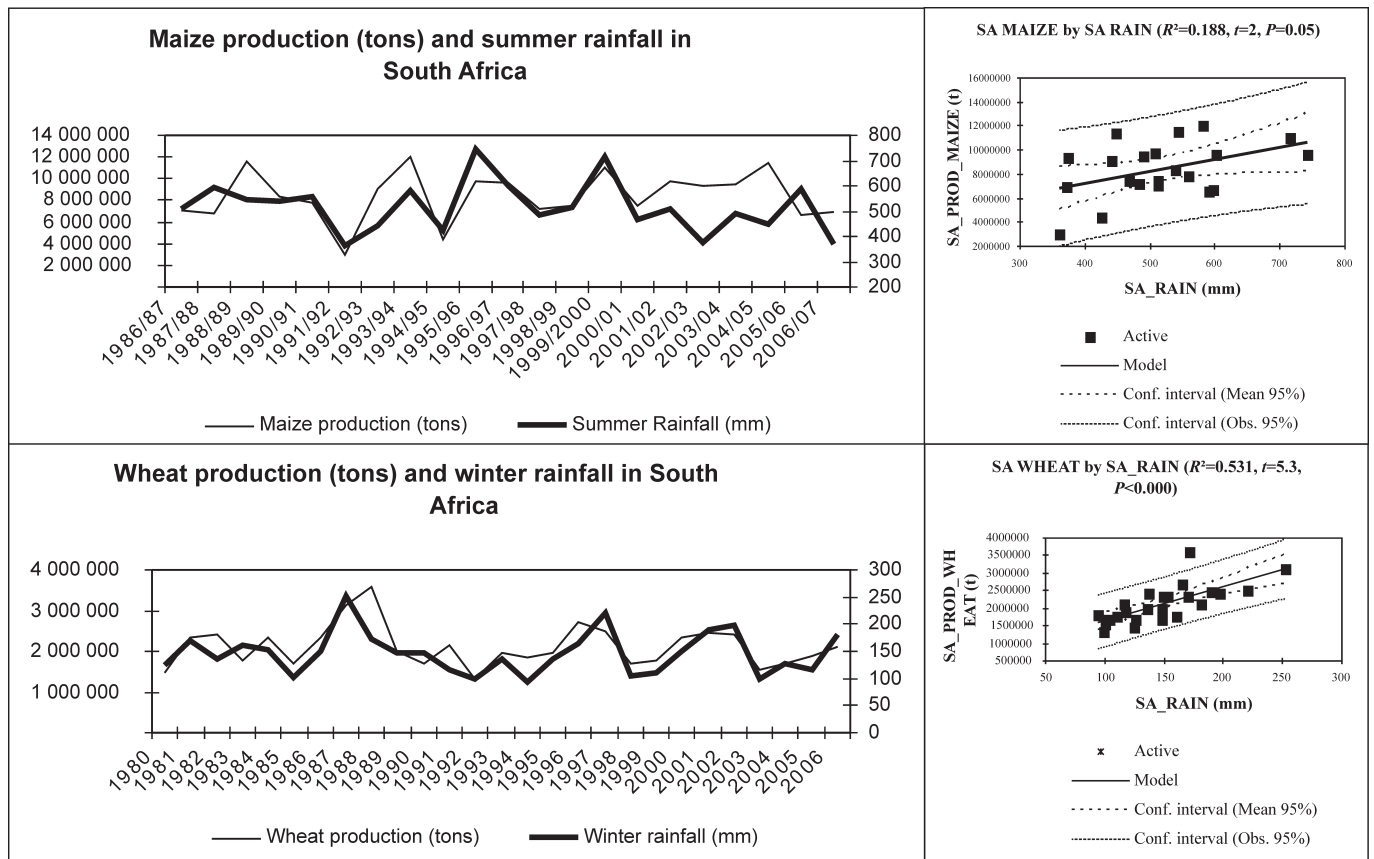 Maize production (tons) and summer rainfall in
South Africa
14 000 000
12 000 000
10 000 000
8 000 000
6 000 000
4 000 000
2 000 000
800
700
600
500
400
300
200
1986/87
1987/88
1988/89
1989/90
1990/91
1991/92
1992/93
1993/94
1994/95
1995/96
1996/97
1997/98
1998/99
1999/2000
2000/01
2001/02
2002/03
2003/04
2004/05
2005/06
2006/07
Maize production (tons)
Summer Rainfall (mm)
SA MAIZE by SA RAIN (R²=0.188, t=2, P=0.05)
SA_PROD_MAIZE (t)
16000000
14000000
12000000
10000000
8000000
6000000
4000000
2000000
300
400
500
600
700
800
SA_RAIN (mm)
Active
Model
Conf. interval (Mean 95%)
Conf. interval (Obs. 95%)
Wheat production (tons) and winter rainfall in South
Africa
4 000 000
3 000 000
2 000 000
1 000 000
300
250
200
150
100
50
0
1980
1981
1982
1983
1984
1985
1986
1987
1988
1989
1990
1991
1992
1993
1994
1995
1996
1997
1998
1999
2000
2001
2002
2003
2004
2005
2006
Wheat production (tons)
Winter rainfall (mm)
SA WHEAT by SA_RAIN (R²=0.531, t=5.3,
P<0.000)
SA_PROD_WH
EAT (t)
4000000
3500000
3000000
2500000
2000000
1500000
1000000
500000
50
100
150
200
250
300
SA_RAIN (mm)
Active
Model
Conf. interval (Mean 95%)
Conf. interval (Obs. 95%)